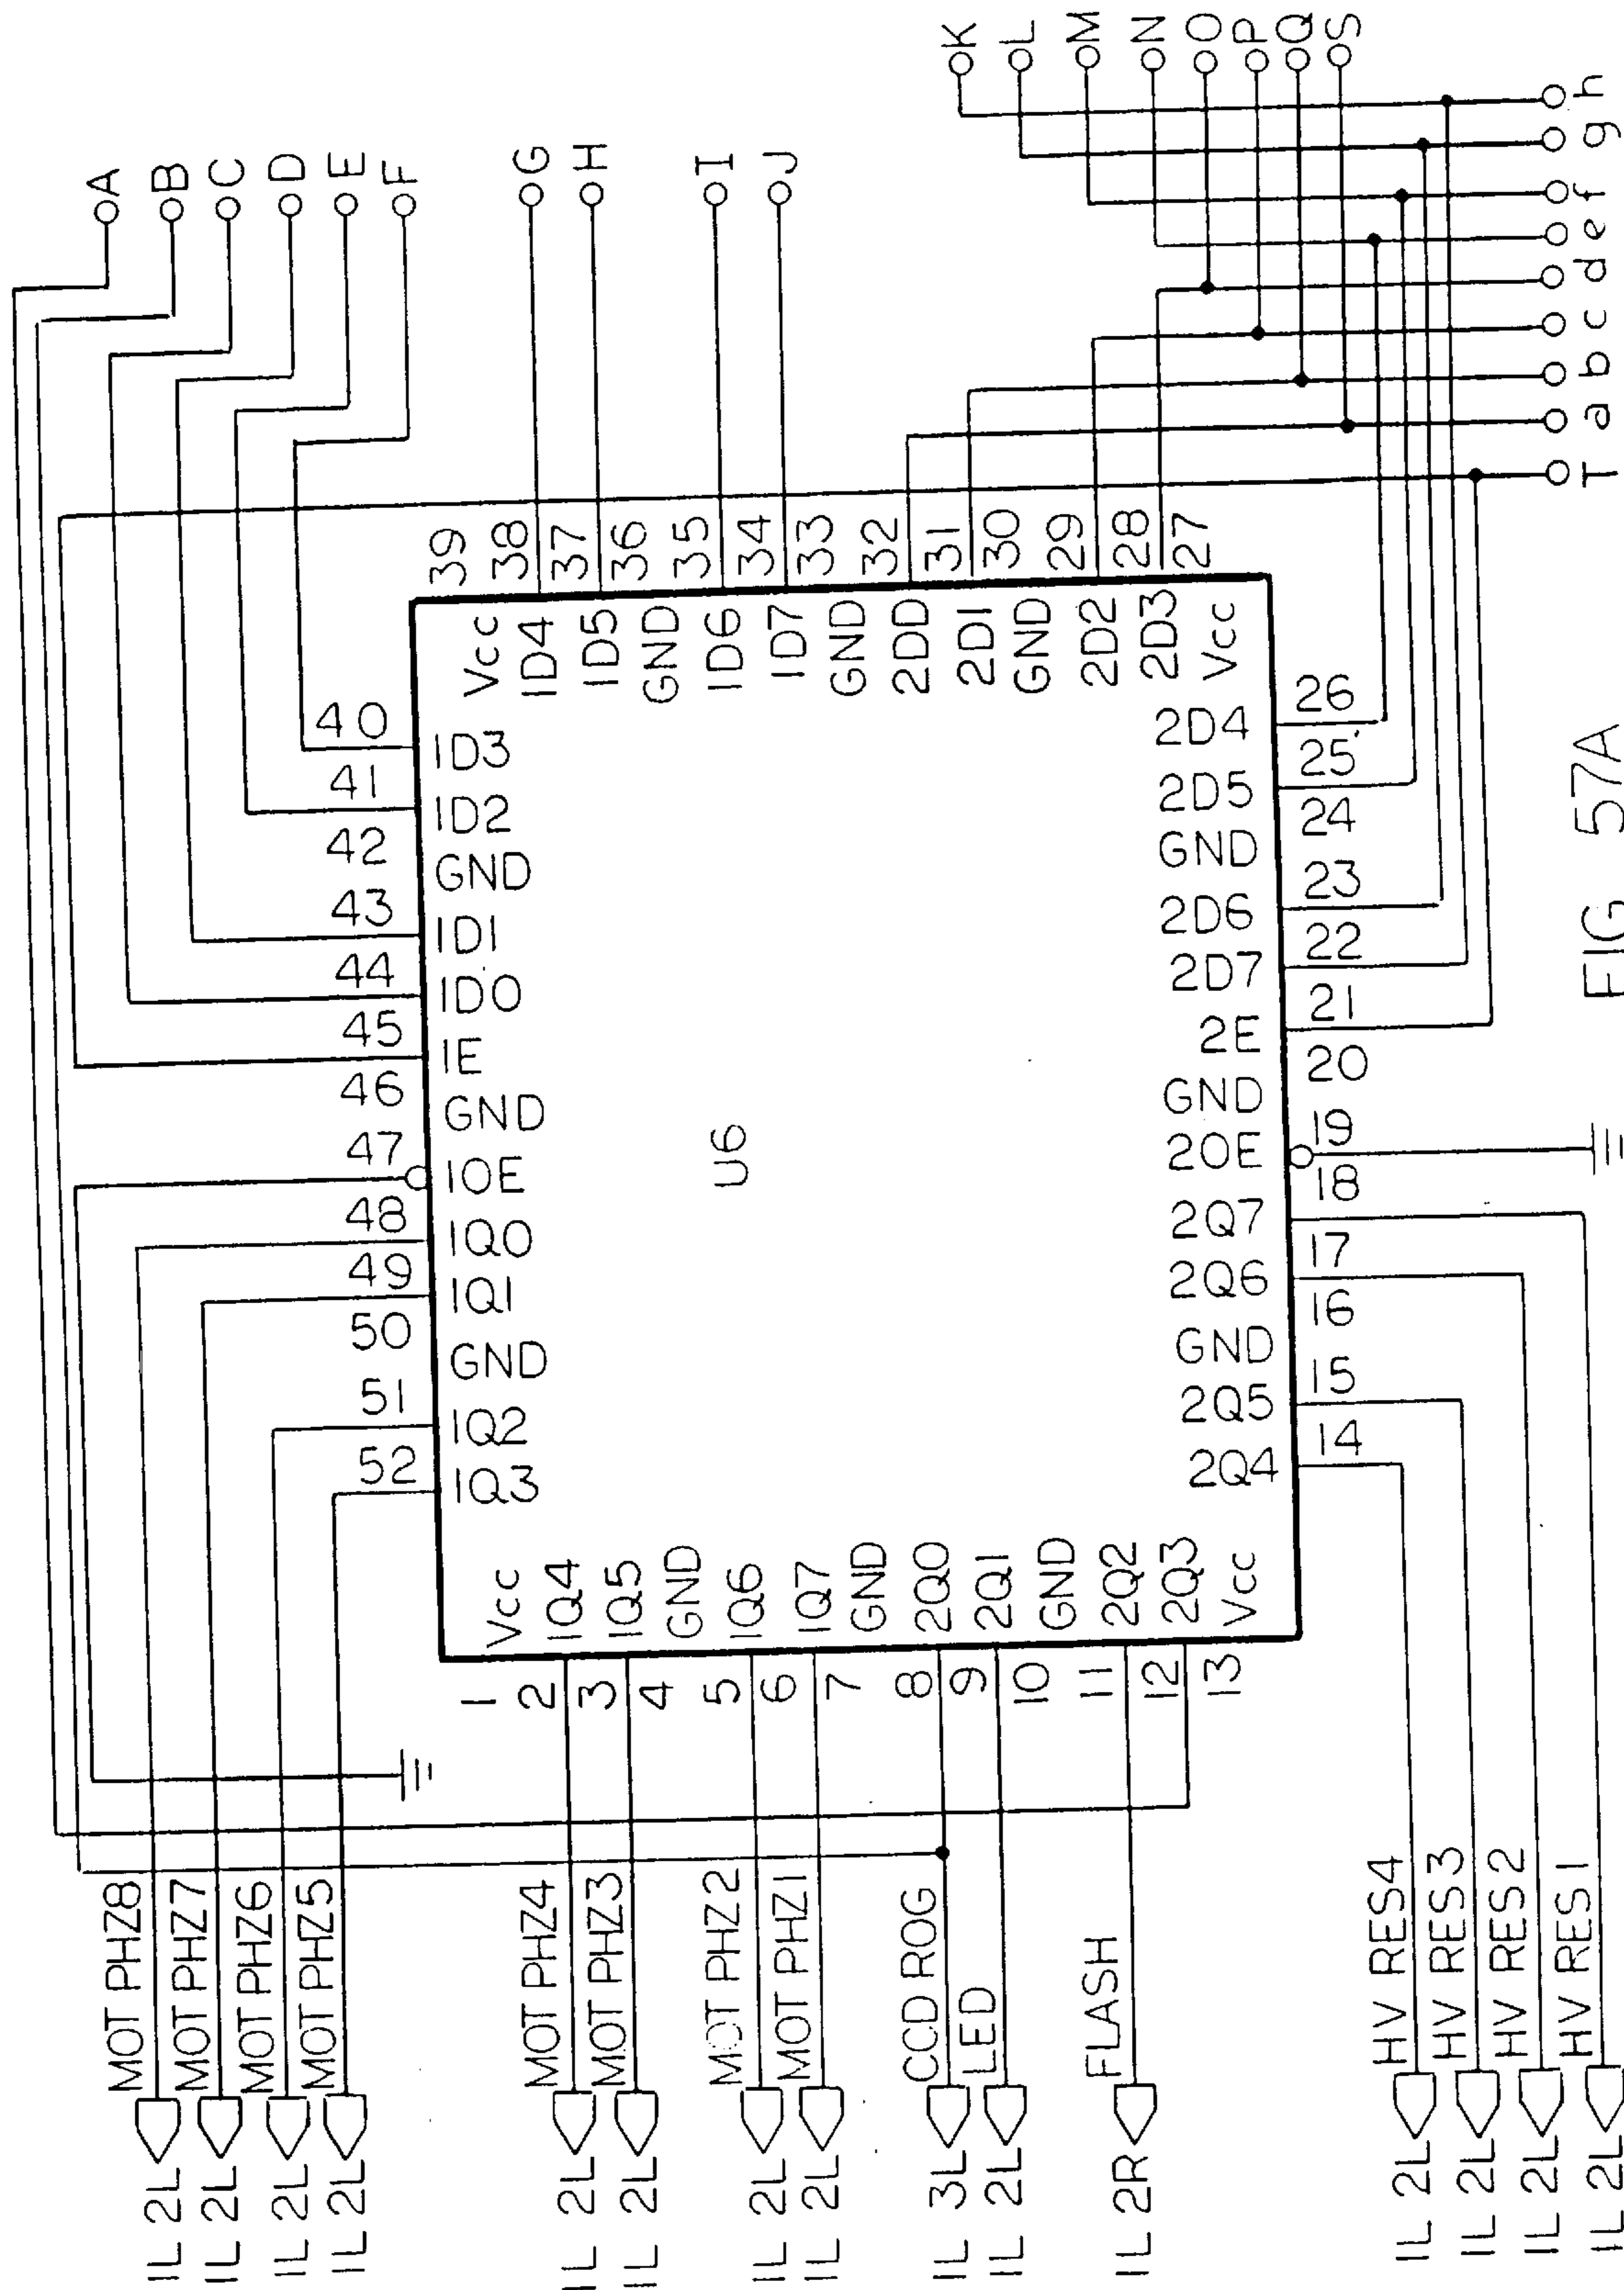 A
B
C
D
E
F
G
H
I
J
K
L
M
N
O
P
Q
S
T a b c d e f g h
39 38 37 36 35 34 33 32 31 30 29 28 27
Vcc 1D4 1D5 GND 1D6 1D7 GND 2DD 2D1 GND 2D2 2D3 Vcc
40 1D3
41 1D2
42 GND
43 1D1
44 1D0
45 1E
46 GND
47 1OE
48 1Q0
49 1Q1
50 GND
51 1Q2
52 1Q3
U6
2D4 26
2D5 25
GND 24
2D6 23
2D7 22
2E 21
GND 20
2OE 19
2Q7 18
2Q6 17
GND 16
2Q5 15
2Q4 14
Vcc 1Q4 1Q5 GND 1Q6 1Q7 GND 2Q0 2Q1 GND 2Q2 2Q3 Vcc
1 2 3 4 5 6 7 8 9 10 11 12 13
1L 2L MOT PHZ8
1L 2L MOT PHZ7
1L 2L MOT PHZ6
1L 2L MOT PHZ5
1L 2L MOT PHZ4
1L 2L MOT PHZ3
1L 2L MOT PHZ2
1L 2L MOT PHZ1
1L 3L CCD ROG
1L 2L LED
1L 2R FLASH
1L 2L HV RES4
1L 2L HV RES3
1L 2L HV RES2
1L 2L HV RES1
FIG 57A